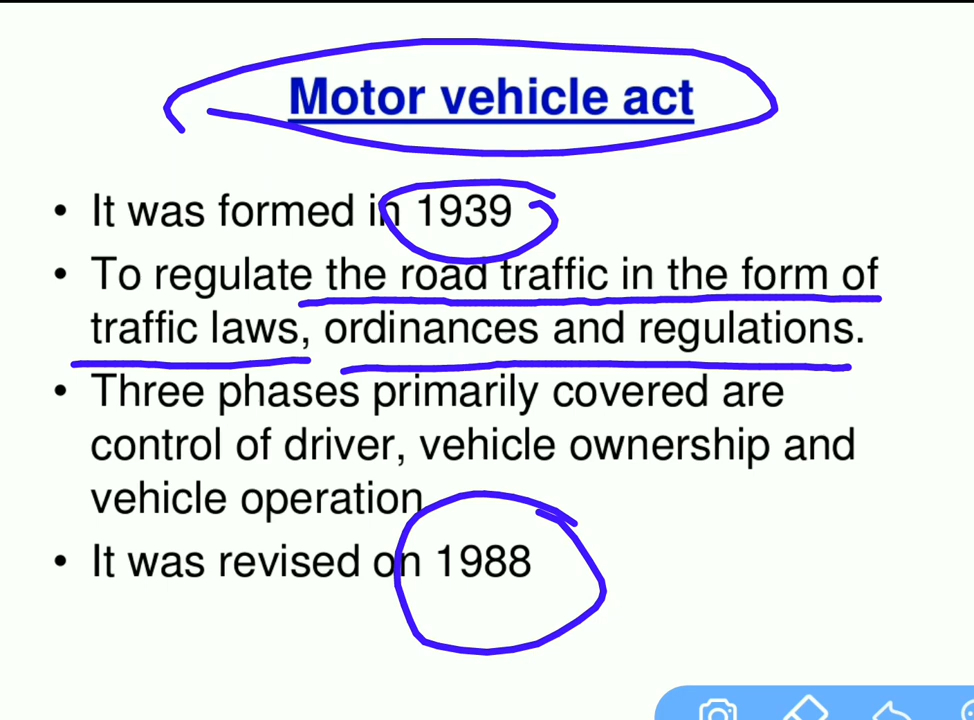 Motor vehicle act
• It was formed in 1939
• To regulate the road traffic in the form of
traffic laws, ordinances and regulations.
• Three phases primarily covered are
control of driver, vehicle ownership and
vehicle operation
• It was revised on 1988